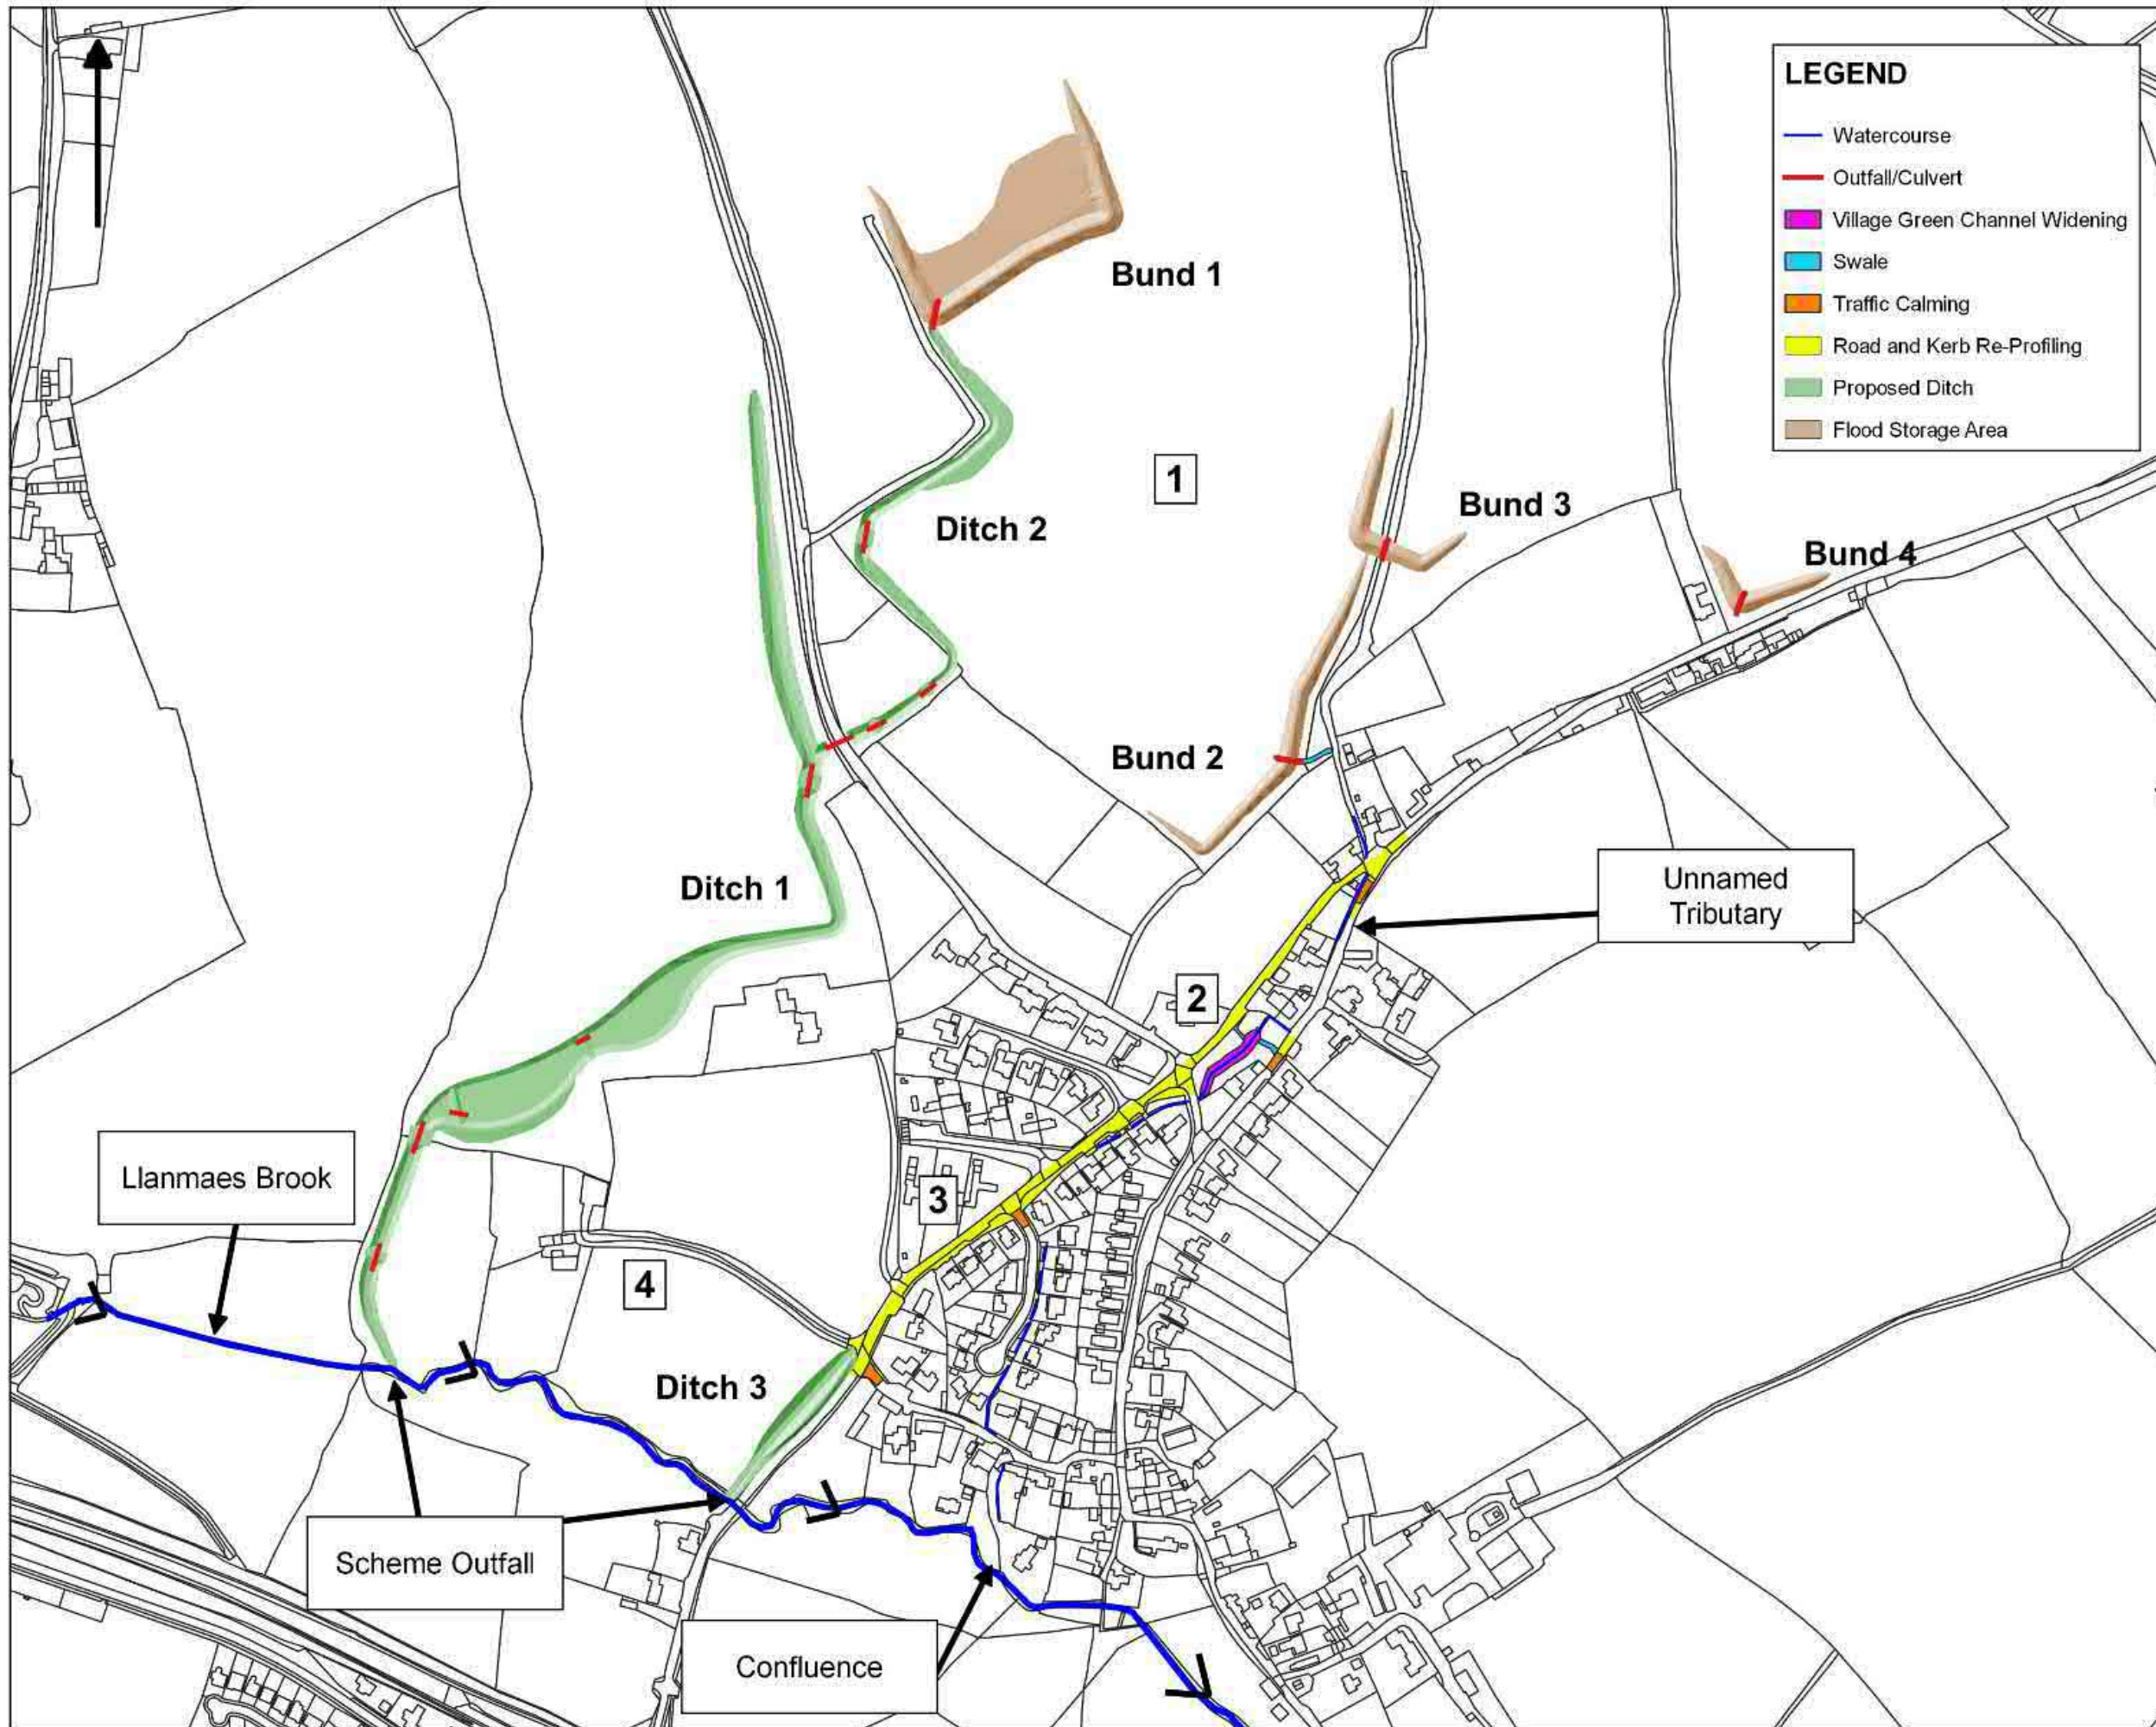 LEGEND
Watercourse
Outfall/Culvert
Village Green Channel Widening
Swale
Traffic Calming
Road and Kerb Re-Profiling
Proposed Ditch
Flood Storage Area
Bund 1
1
Bund 3
Ditch 2
Bund 4
Bund 2
Ditch 1
Unnamed
Tributary
2
Llanmaes Brook
3
4
Ditch 3
Scheme Outfall
Confluence